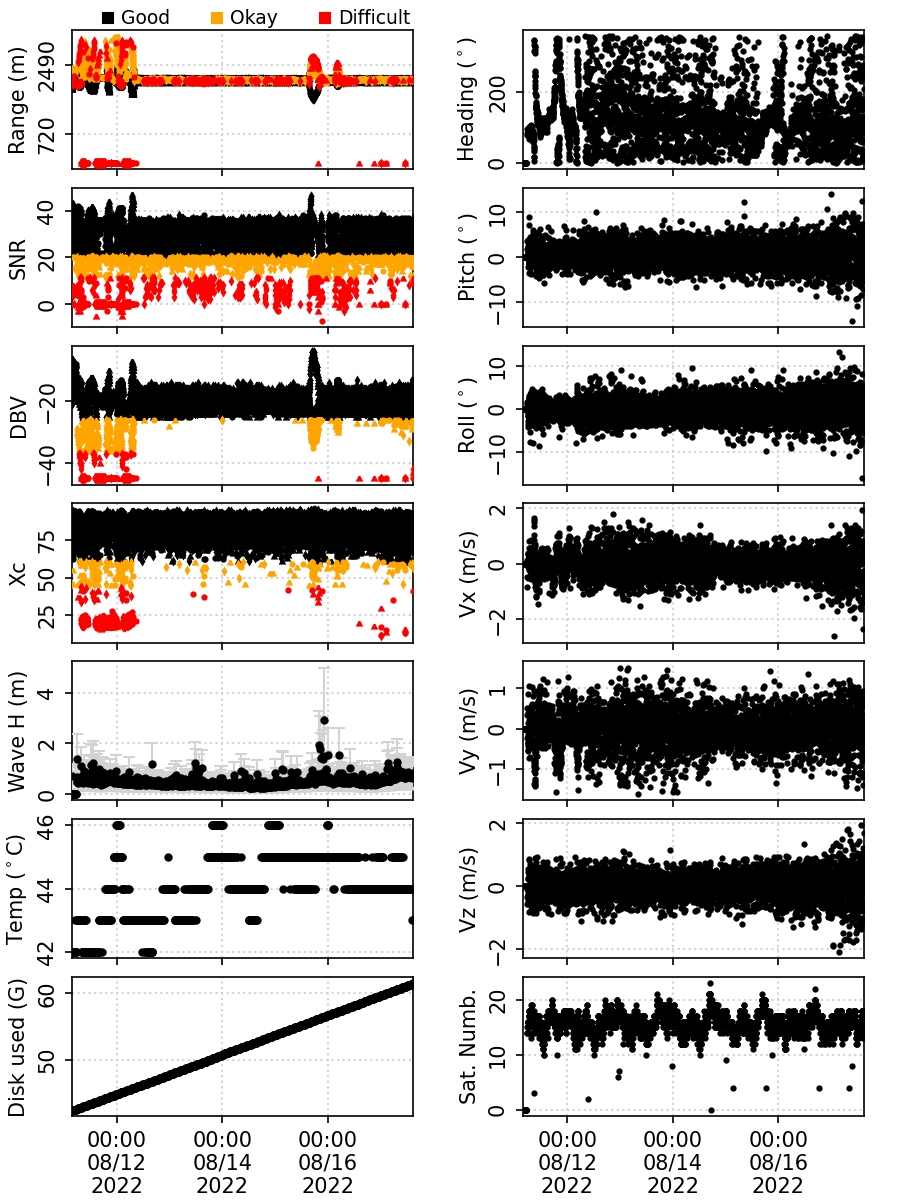 Good Okay Difficult
Range (m)
2490
720
Heading (°)
200
0
SNR
40
20
0
Pitch (°)
10
0
−10
DBV
−20
−40
Roll (°)
10
0
−10
Xc
75
50
25
Vx (m/s)
2
0
−2
Wave H (m)
4
2
0
Vy (m/s)
1
0
−1
Temp (°C)
46
45
44
43
42
Vz (m/s)
2
0
−2
Disk used (G)
60
50
Sat. Numb.
20
10
0
00:00 00:00 00:00
08/12 08/14 08/16
2022 2022 2022
00:00 00:00 00:00
08/12 08/14 08/16
2022 2022 2022